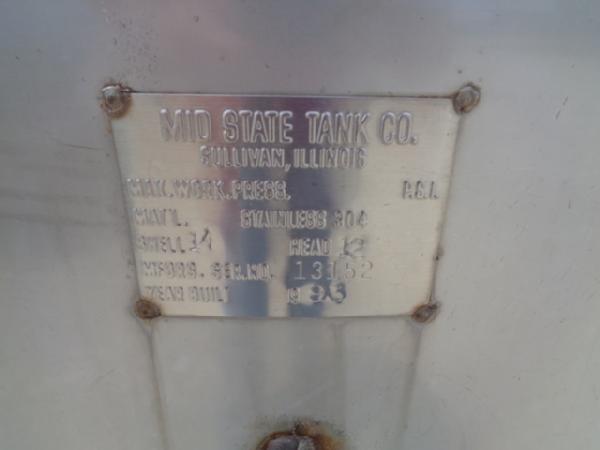 MID STATE TANK CO.
SULLIVAN, ILLINOIS
MAX. WORK. PRESS. P.S.I.
MAT'L. STAINLESS 304
SHELL 14 HEAD 12
MFGRS. SER. NO. 13152
YEAR BUILT 1993